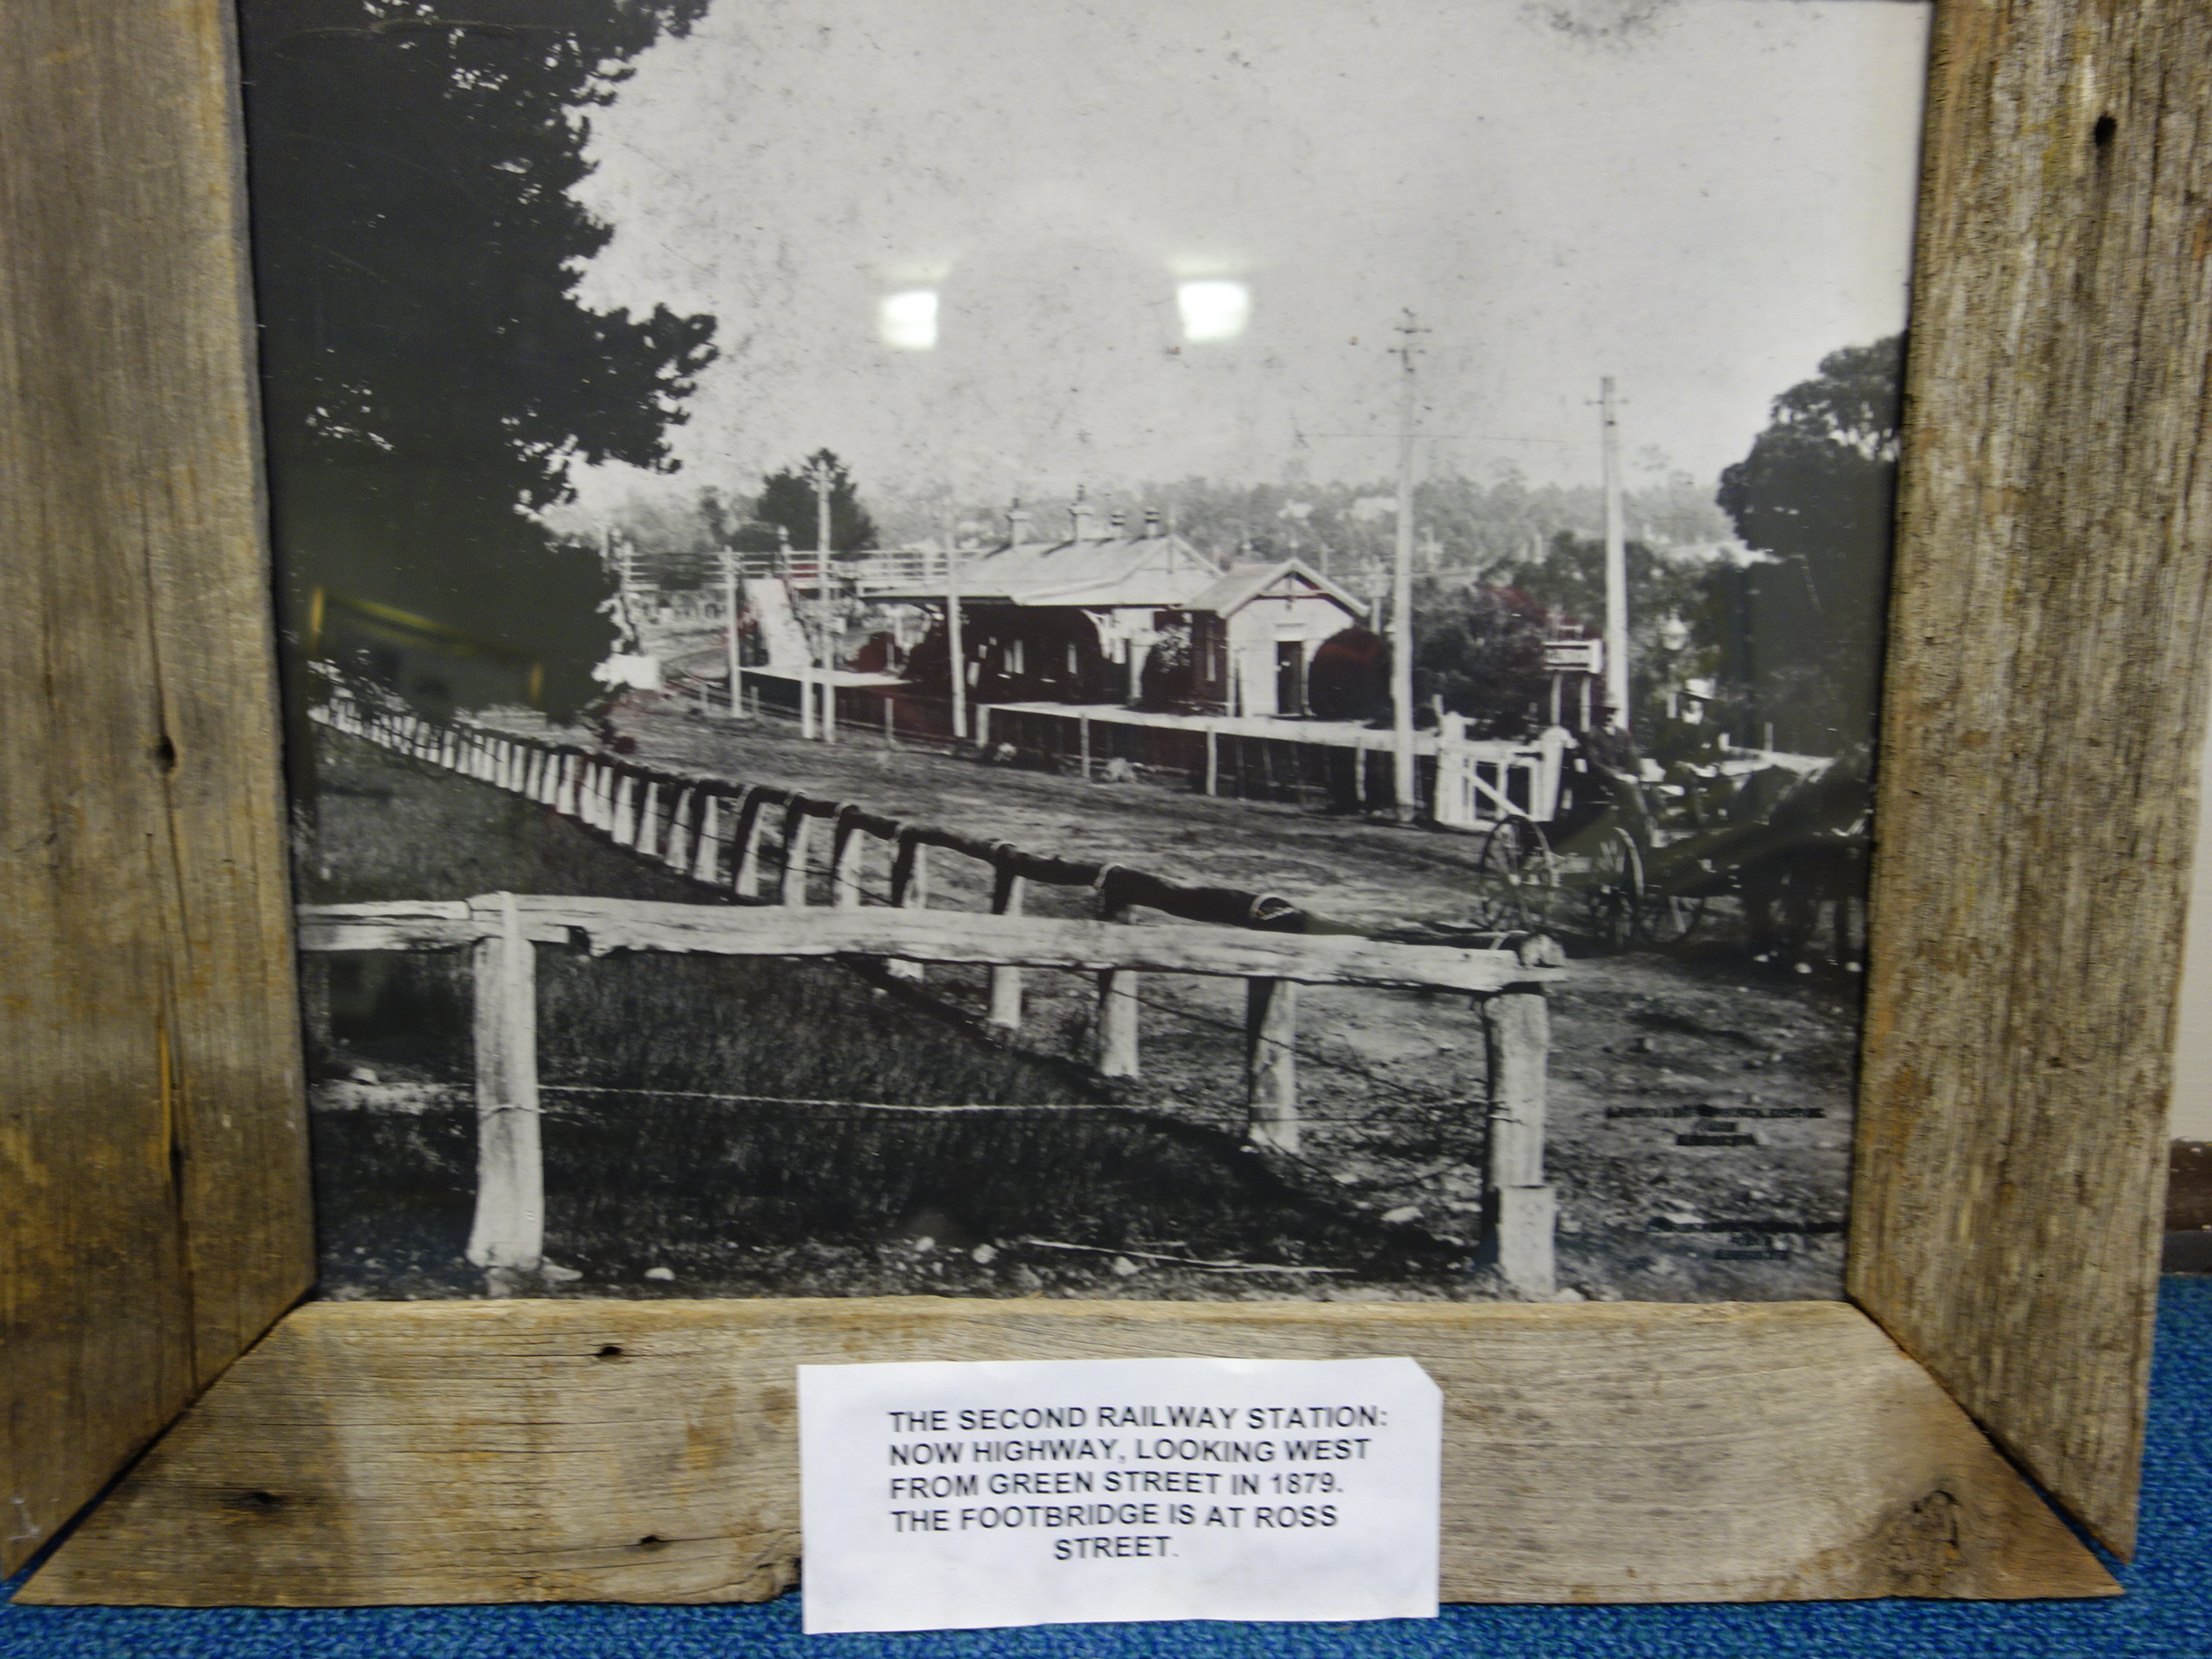 THE SECOND RAILWAY STATION:
NOW HIGHWAY, LOOKING WEST
FROM GREEN STREET IN 1879.
THE FOOTBRIDGE IS AT ROSS
STREET.